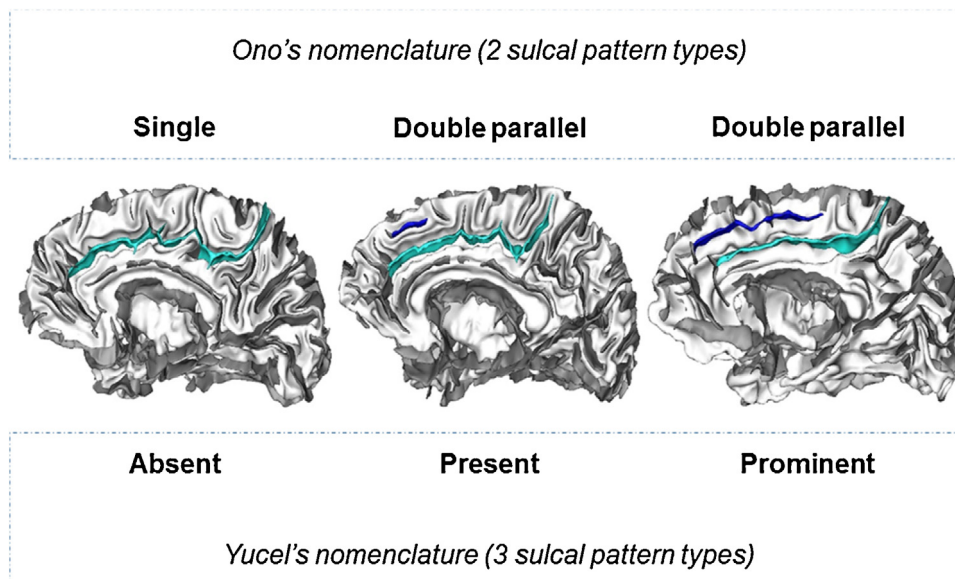 Ono's nomenclature (2 sulcal pattern types)
Single Double parallel Double parallel
Absent Present Prominent
Yucel's nomenclature (3 sulcal pattern types)